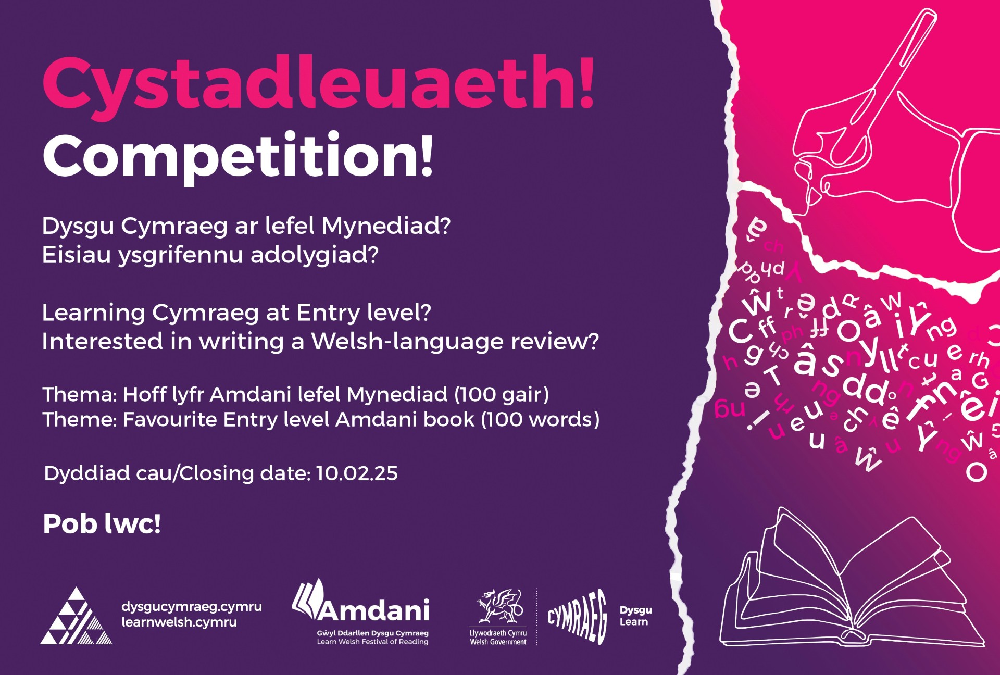 Cystadleuaeth!
Competition!
Dysgu Cymraeg ar lefel Mynediad?
Eisiau ysgrifennu adolygiad?
Learning Cymraeg at Entry level?
Interested in writing a Welsh-language review?
Thema: Hoff lyfr Amdani lefel Mynediad (100 gair)
Theme: Favourite Entry level Amdani book (100 words)
Dyddiad cau/Closing date: 10.02.25
Pob lwc!
dysgucymraeg.cymru
learnwelsh.cymru
Amdani
Gŵyl Ddarllen Dysgu Cymraeg
Learn Welsh Festival of Reading
Llywodraeth Cymru
Welsh Government
CYMRAEG
Dysgu
Learn